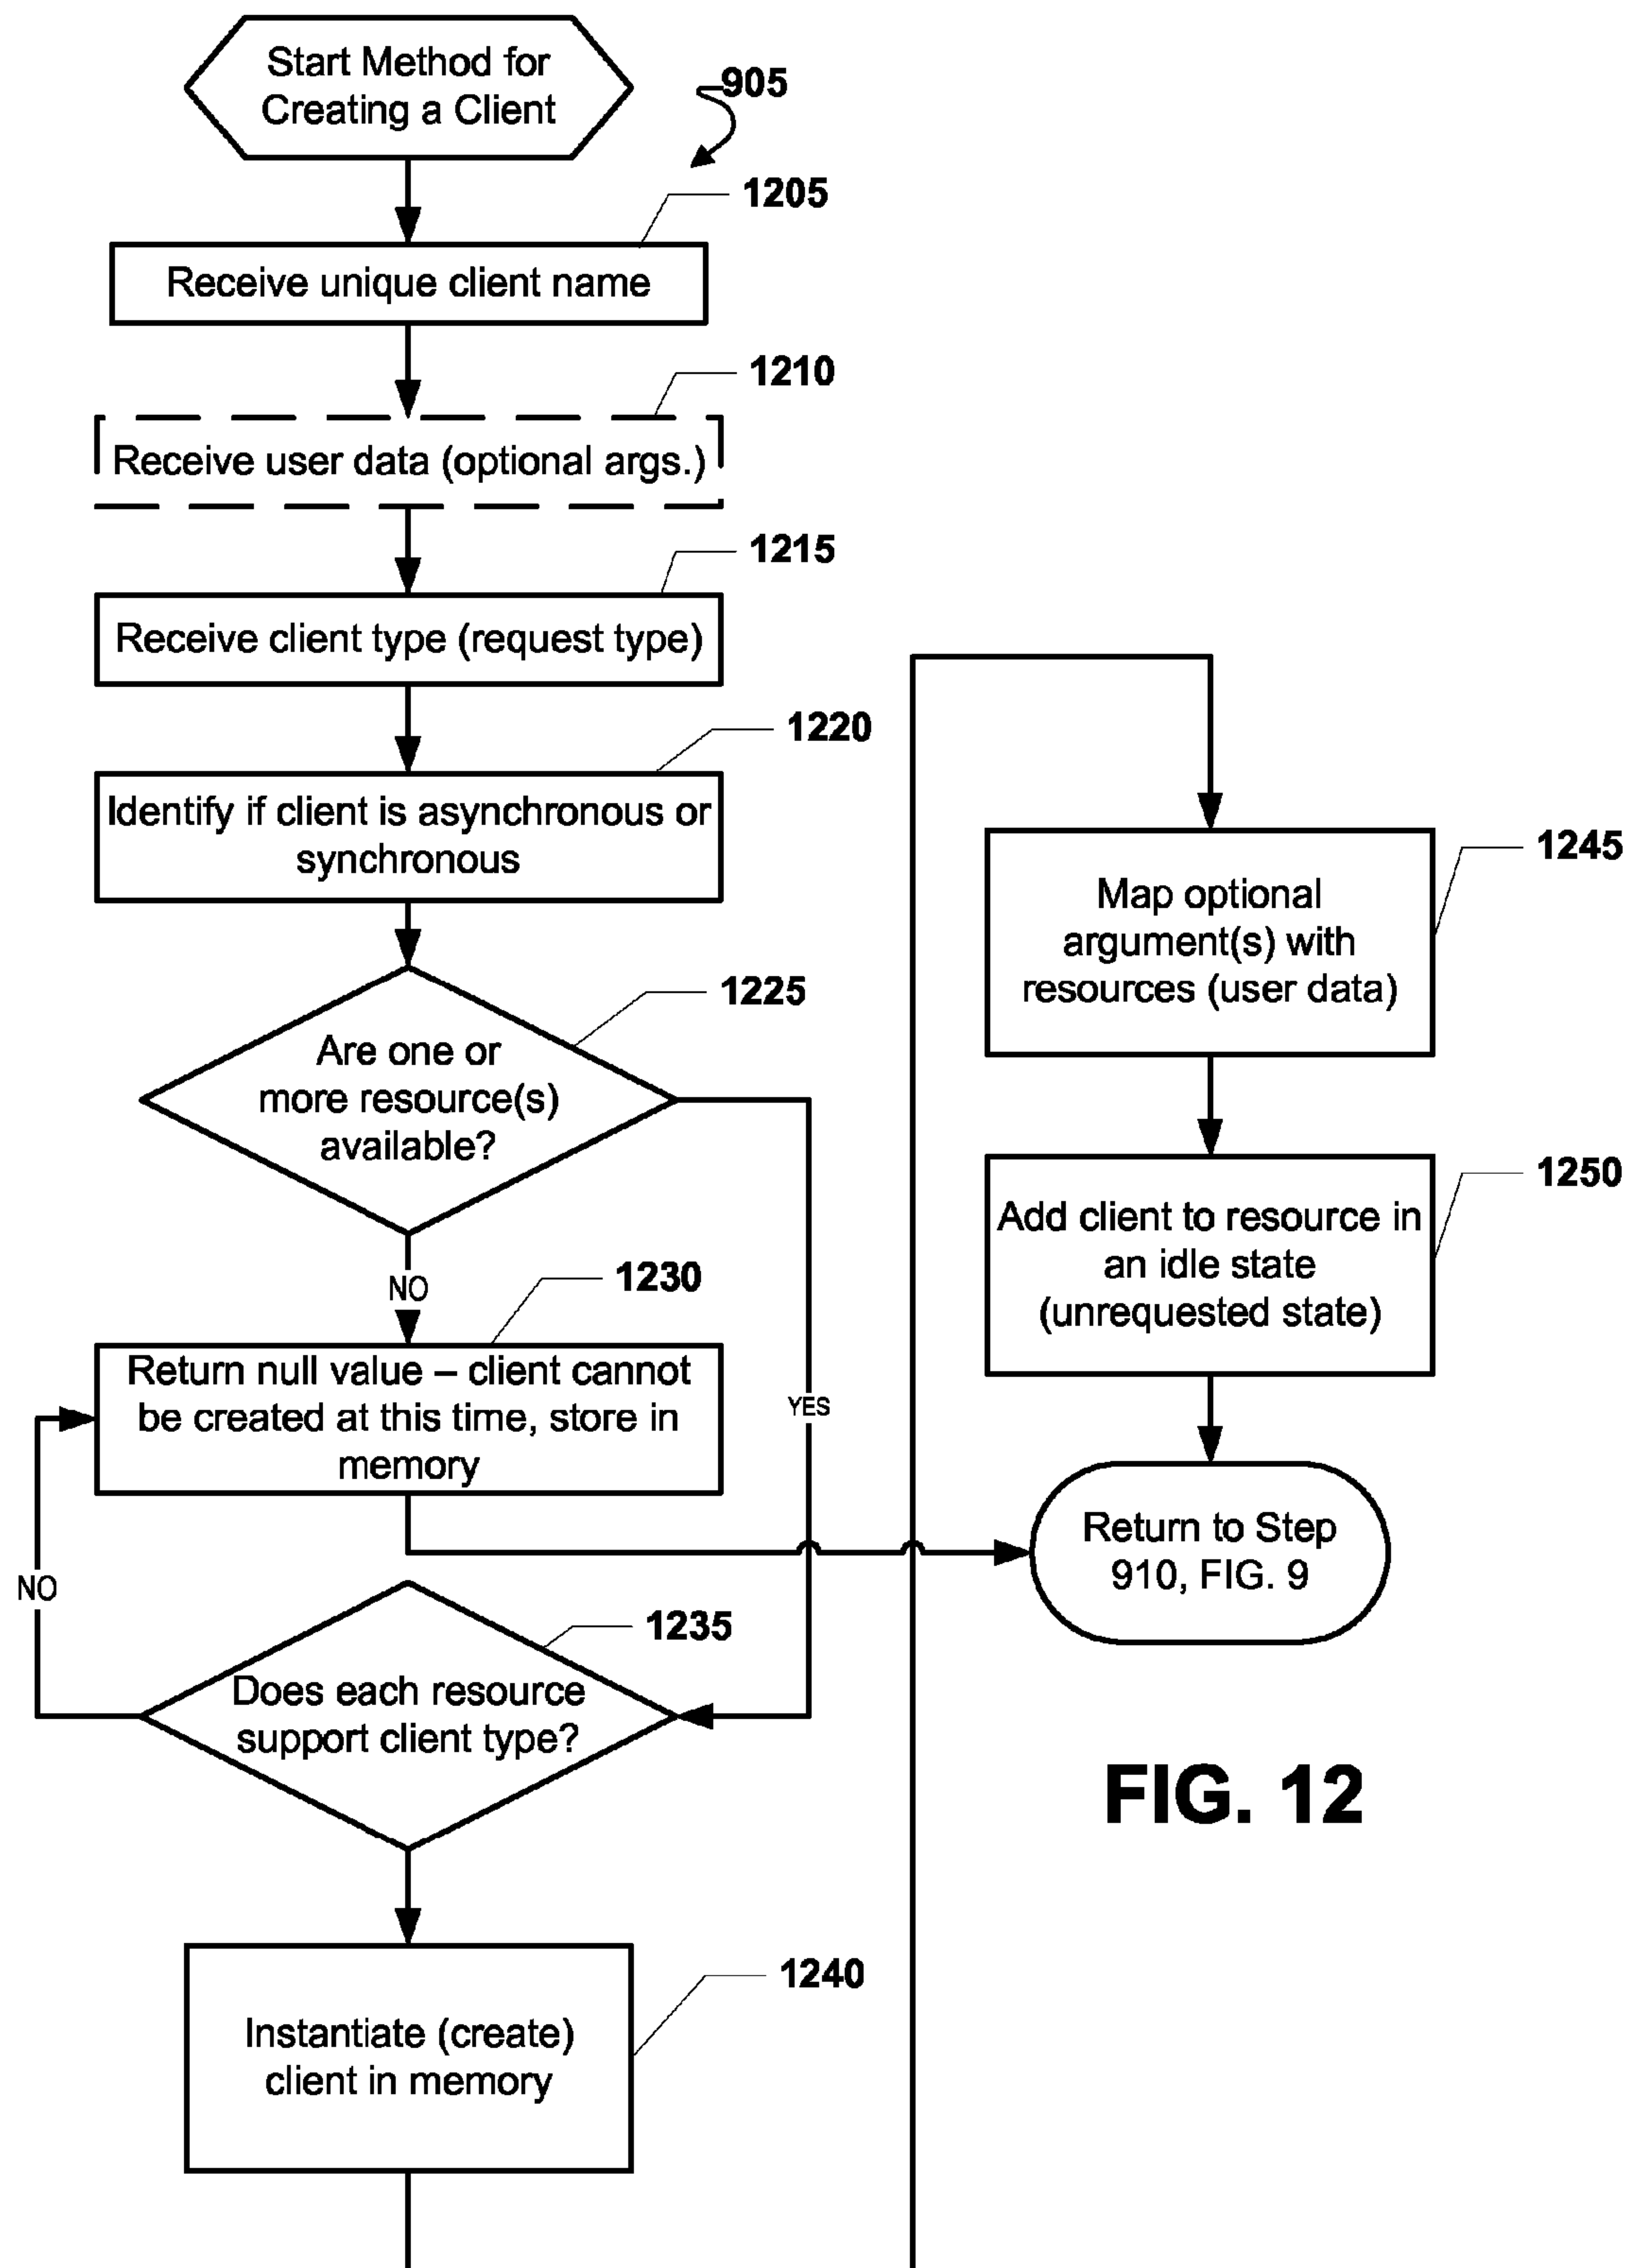 Start Method for
Creating a Client
905
1205
Receive unique client name
1210
Receive user data (optional args.)
1215
Receive client type (request type)
1220
Identify if client is asynchronous or
synchronous
1225
Are one or
more resource(s)
available?
NO
YES
1230
Return null value – client cannot
be created at this time, store in
memory
NO
1235
Does each resource
support client type?
1240
Instantiate (create)
client in memory
1245
Map optional
argument(s) with
resources (user data)
1250
Add client to resource in
an idle state
(unrequested state)
Return to Step
910, FIG. 9
FIG. 12